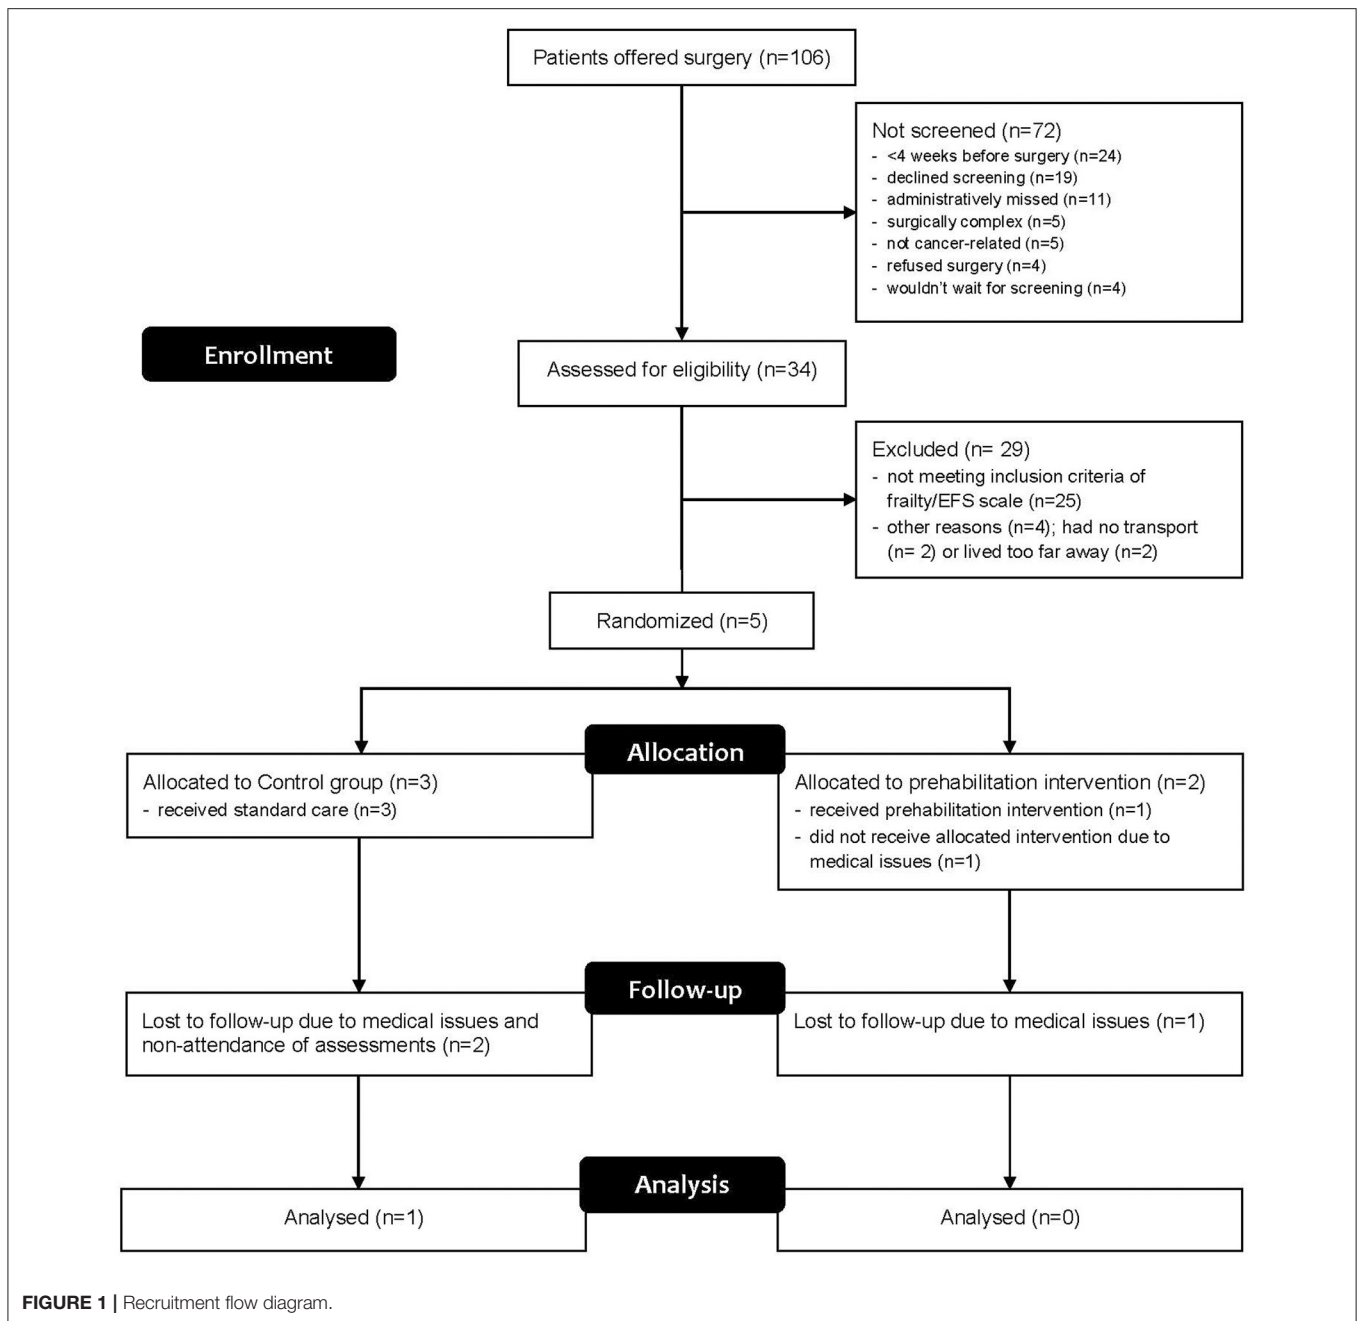 Patients offered surgery (n=106)
Not screened (n=72)
- <4 weeks before surgery (n=24)
- declined screening (n=19)
- administratively missed (n=11)
- surgically complex (n=5)
- not cancer-related (n=5)
- refused surgery (n=4)
- wouldn't wait for screening (n=4)
Enrollment
Assessed for eligibility (n=34)
Excluded (n= 29)
- not meeting inclusion criteria of
frailty/EFS scale (n=25)
- other reasons (n=4); had no transport
(n= 2) or lived too far away (n=2)
Randomized (n=5)
Allocation
Allocated to Control group (n=3)
- received standard care (n=3)
Allocated to prehabilitation intervention (n=2)
- received prehabilitation intervention (n=1)
- did not receive allocated intervention due to
medical issues (n=1)
Follow-up
Lost to follow-up due to medical issues and
non-attendance of assessments (n=2)
Lost to follow-up due to medical issues (n=1)
Analysis
Analysed (n=1)
Analysed (n=0)
FIGURE 1 | Recruitment flow diagram.